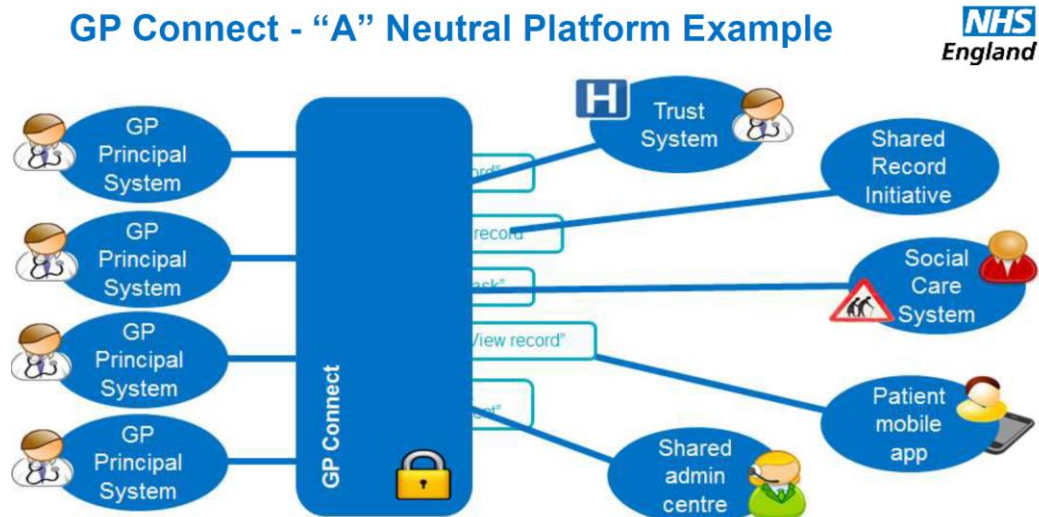 GP Connect - “A” Neutral Platform Example
NHS
England
GP
Principal
System
GP
Principal
System
GP
Principal
System
GP
Principal
System
GP Connect
record
View record"
H
Trust
System
Shared
Record
Initiative
Social
Care
System
Patient
mobile
app
Shared
admin
centre